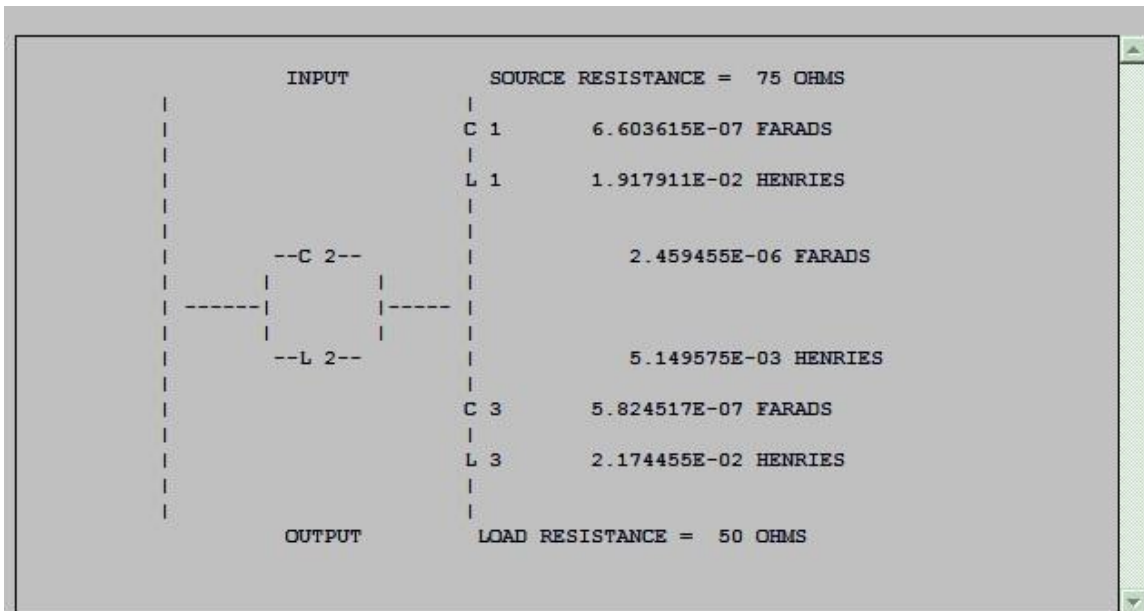 INPUT SOURCE RESISTANCE = 75 OHMS
C 1 6.603615E-07 FARADS
L 1 1.917911E-02 HENRIES
--C 2-- 2.459455E-06 FARADS
--L 2-- 5.149575E-03 HENRIES
C 3 5.824517E-07 FARADS
L 3 2.174455E-02 HENRIES
OUTPUT LOAD RESISTANCE = 50 OHMS